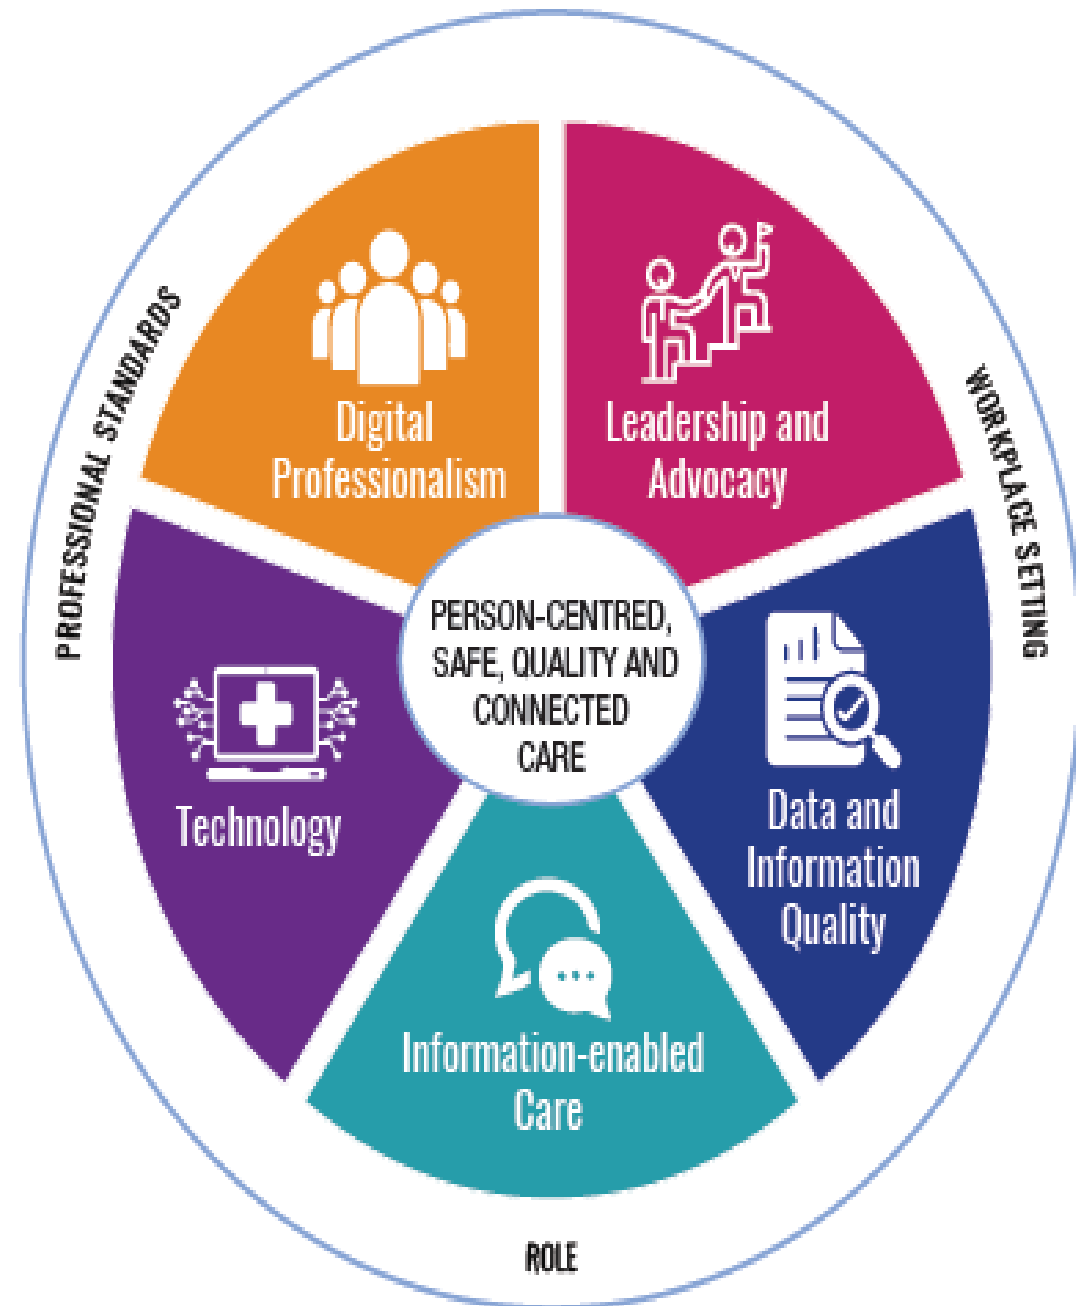 PROFESSIONAL STANDARDS
WORKPLACE SETTING
Digital
Professionalism
Leadership and
Advocacy
PERSON-CENTRED,
SAFE, QUALITY AND
CONNECTED
CARE
Technology
Data and
Information
Quality
Information-enabled
Care
ROLE